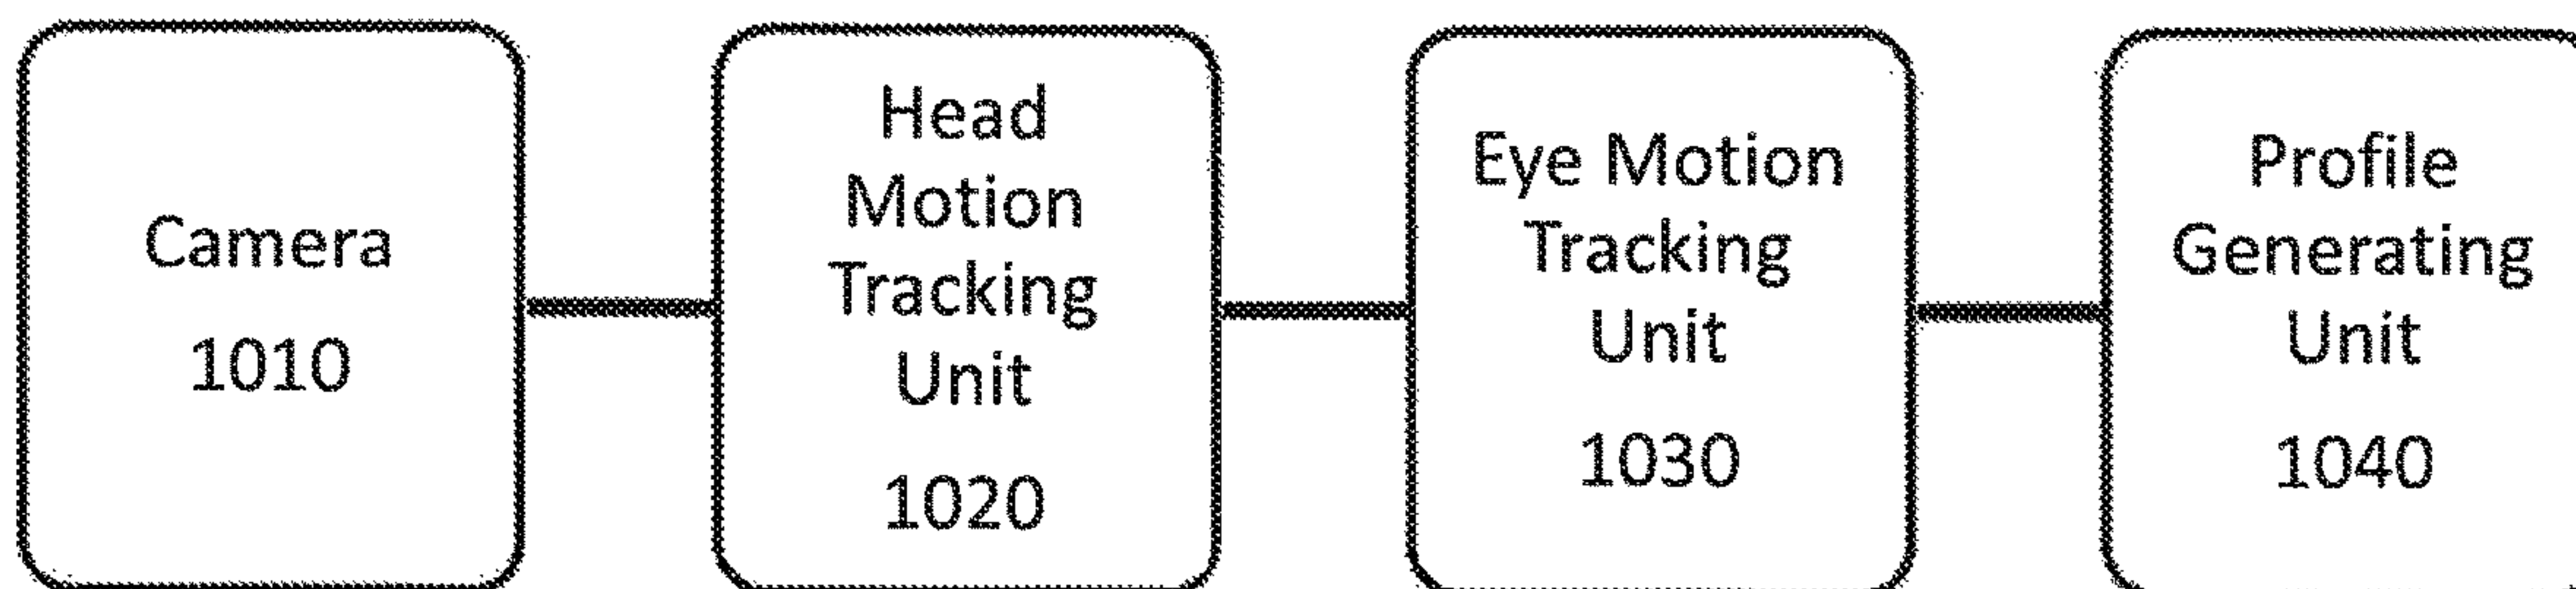 Camera
1010
Head
Motion
Tracking
Unit
1020
Eye Motion
Tracking
Unit
1030
Profile
Generating
Unit
1040